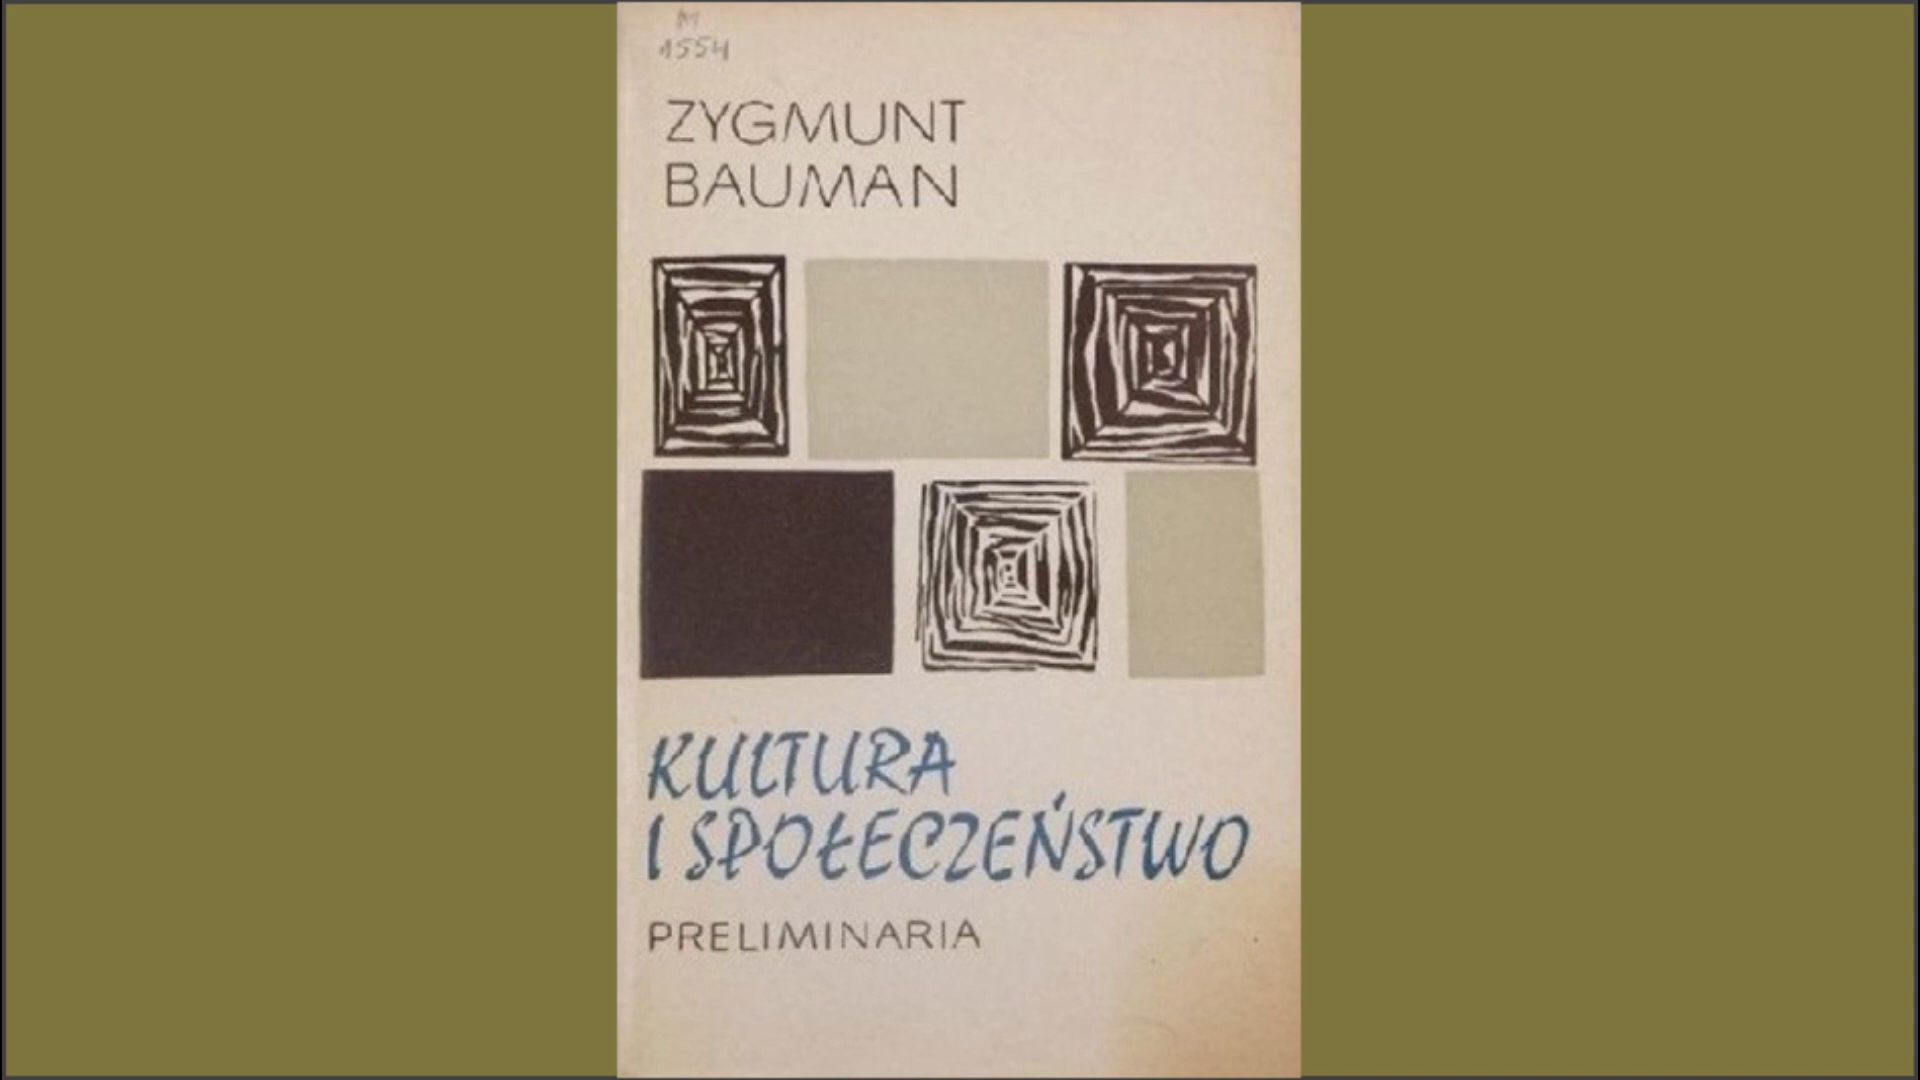 M
1554
ZYGMUNT
BAUMAN
KULTURA
I SPOŁECZEŃSTWO
PRELIMINARIA